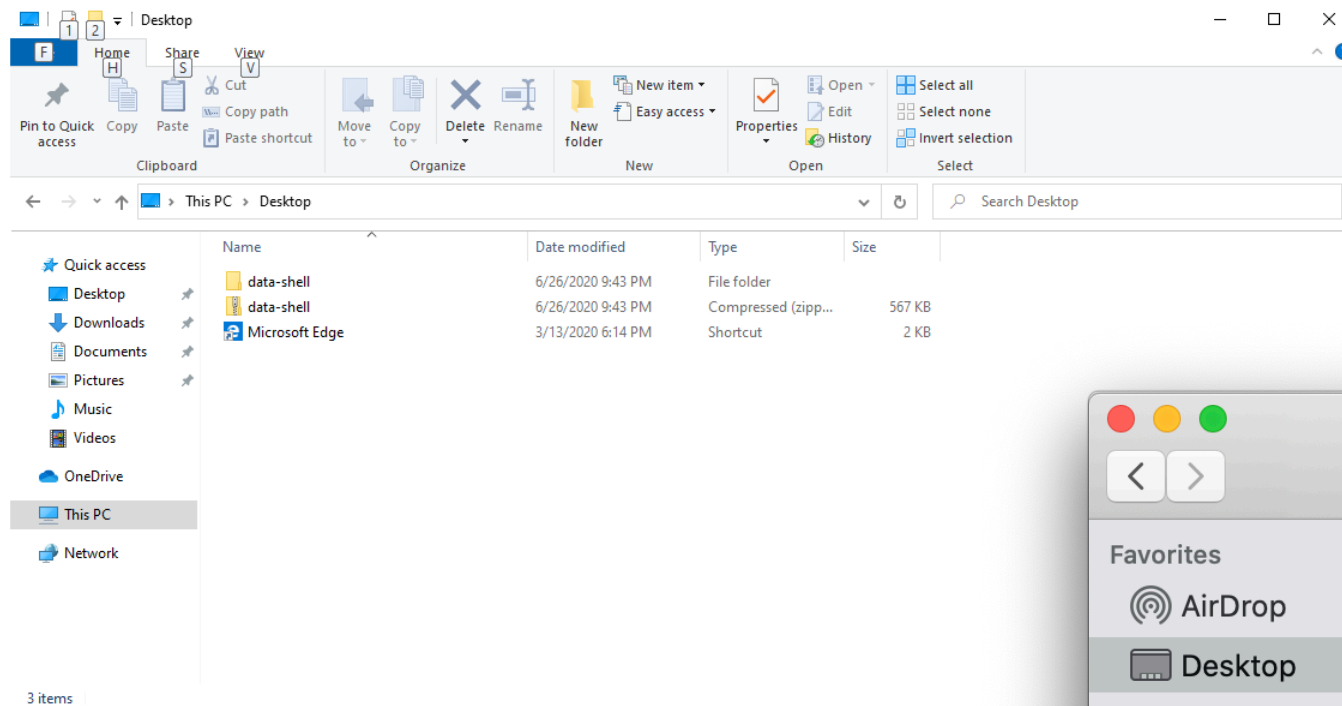 Desktop
1 2
F Home Share View
H S V
Pin to Quick access
Copy
Paste
Cut
Copy path
Paste shortcut
Clipboard
Move to
Copy to
Delete
Rename
Organize
New folder
New item
Easy access
New
Properties
Open
Edit
History
Open
Select all
Select none
Invert selection
Select
This PC > Desktop
Search Desktop
Name Date modified Type Size
data-shell 6/26/2020 9:43 PM File folder
data-shell 6/26/2020 9:43 PM Compressed (zipp... 567 KB
Microsoft Edge 3/13/2020 6:14 PM Shortcut 2 KB
Quick access
Desktop
Downloads
Documents
Pictures
Music
Videos
OneDrive
This PC
Network
3 items
Favorites
AirDrop
Desktop